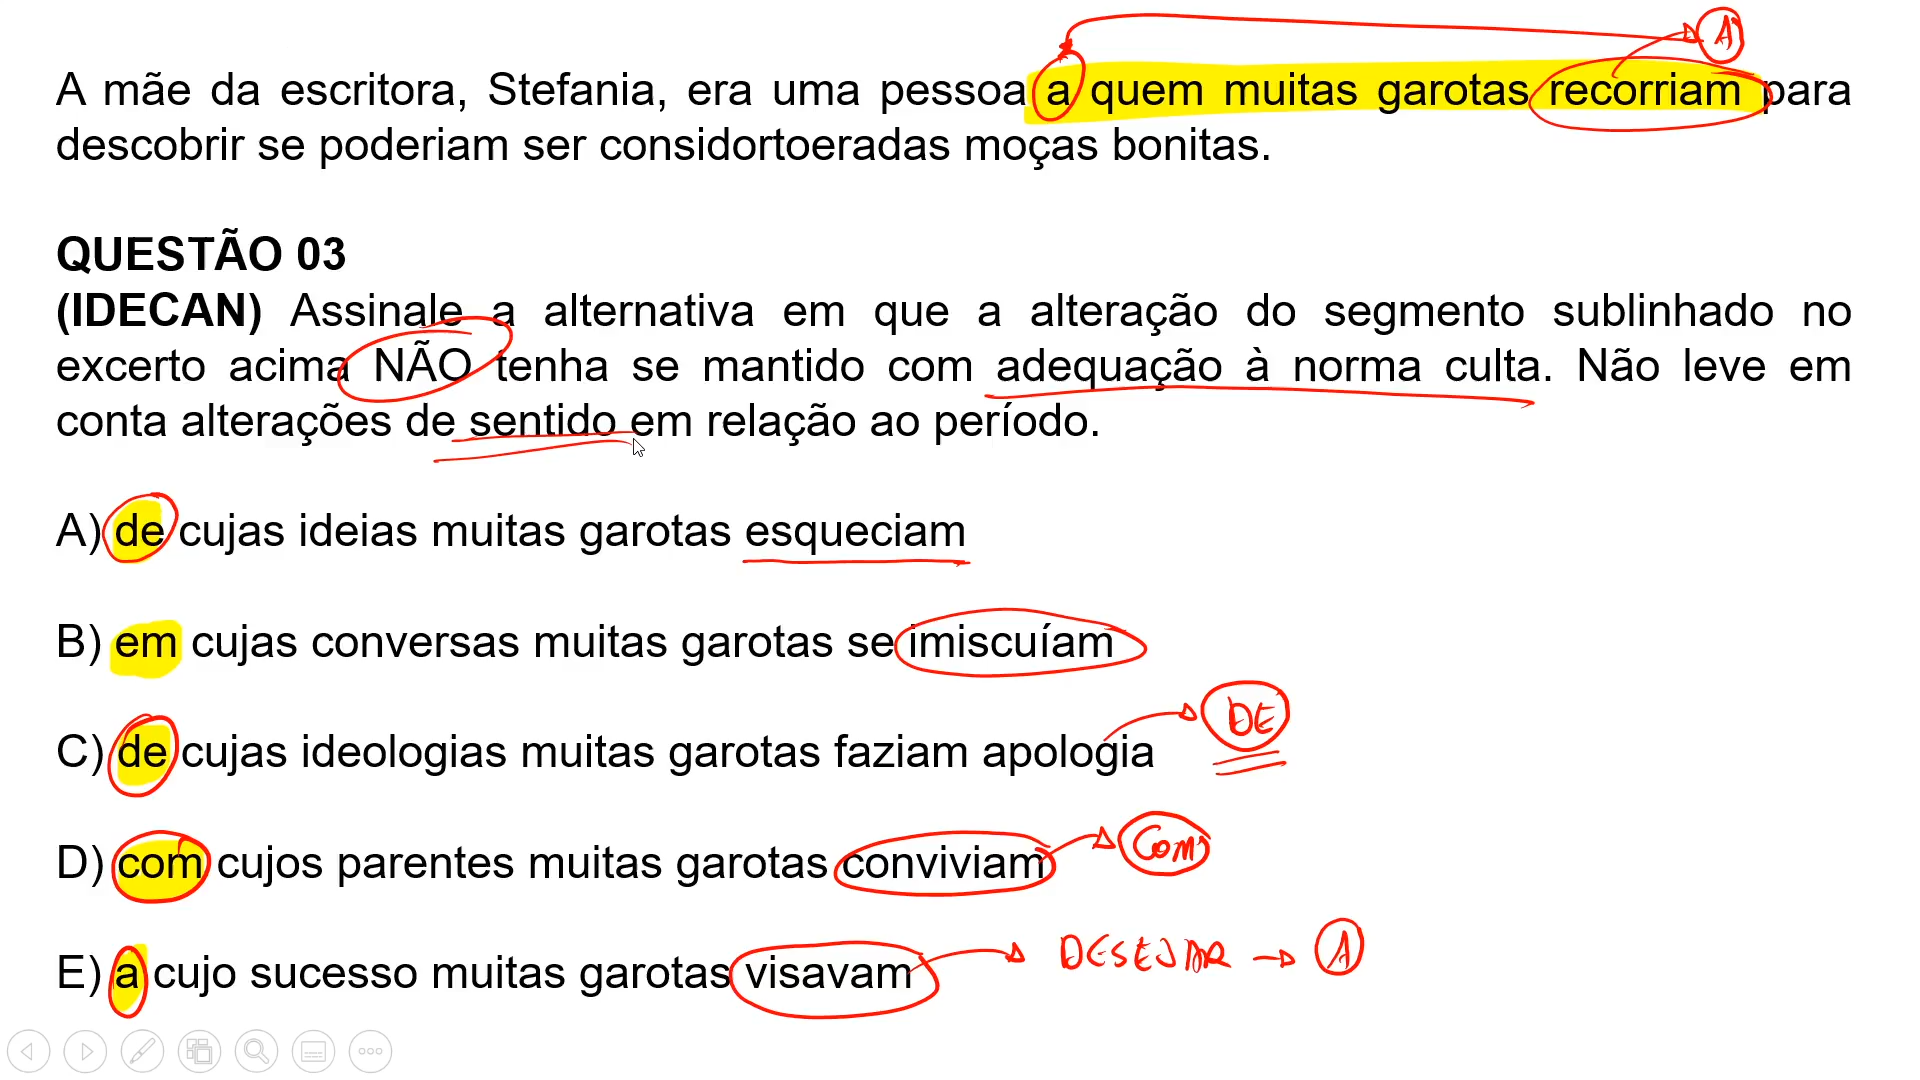 A
A mãe da escritora, Stefania, era uma pessoa a quem muitas garotas recorriam para
descobrir se poderiam ser considortoeradas moças bonitas.
QUESTÃO 03
(IDECAN) Assinale a alternativa em que a alteração do segmento sublinhado no
excerto acima NÃO tenha se mantido com adequação à norma culta. Não leve em
conta alterações de sentido em relação ao período.
A) de cujas ideias muitas garotas esqueciam
B) em cujas conversas muitas garotas se imiscuíam
DE
C) de cujas ideologias muitas garotas faziam apologia
D) com cujos parentes muitas garotas conviviam COM
E) a cujo sucesso muitas garotas visavam DESEJAR A